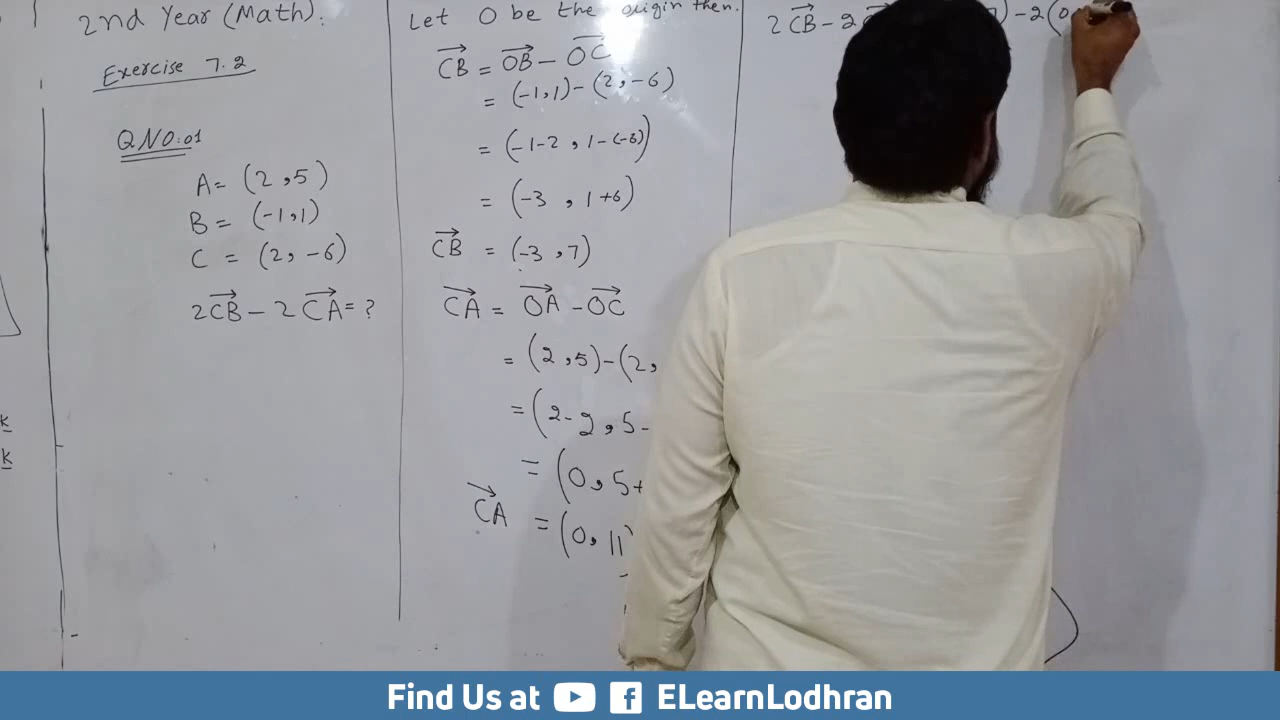 2nd Year (Math).
Exercise 7.2
Q.NO:01
A = (2, 5)
B = (-1, 1)
C = (2, -6)
2CB - 2CA = ?
Let O be the origin then.
CB = OB - OC
= (-1, 1) - (2, -6)
= (-1-2, 1-(-6))
= (-3, 1+6)
CB = (-3, 7)
CA = OA - OC
= (2, 5) - (2,
= (2-2, 5-
= (0, 5+
CA = (0, 11)
2CB - 2
) - 2(0
k
k
Find Us at ELearnLodhran